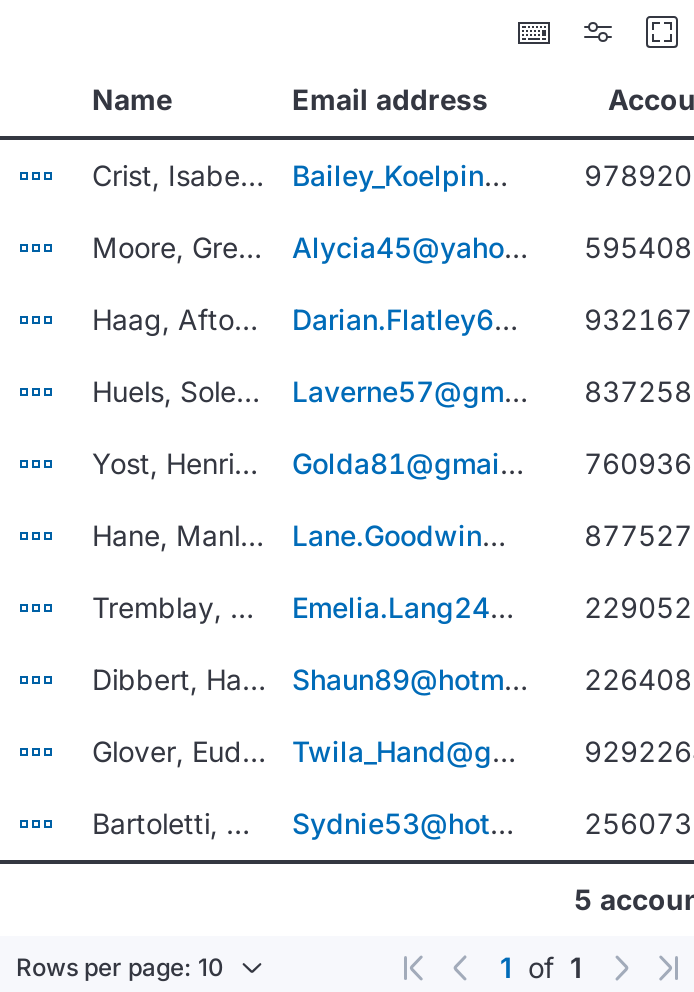 Name Email address Accou
Crist, Isabe... Bailey_Koelpin... 978920
Moore, Gre... Alycia45@yaho... 595408
Haag, Afto... Darian.Flatley6... 932167
Huels, Sole... Laverne57@gm... 837258
Yost, Henri... Golda81@gmai... 760936
Hane, Manl... Lane.Goodwin... 877527
Tremblay, ... Emelia.Lang24... 229052
Dibbert, Ha... Shaun89@hotm... 226408
Glover, Eud... Twila_Hand@g... 929226
Bartoletti, ... Sydnie53@hot... 256073
5 accoun
Rows per page: 10 1 of 1